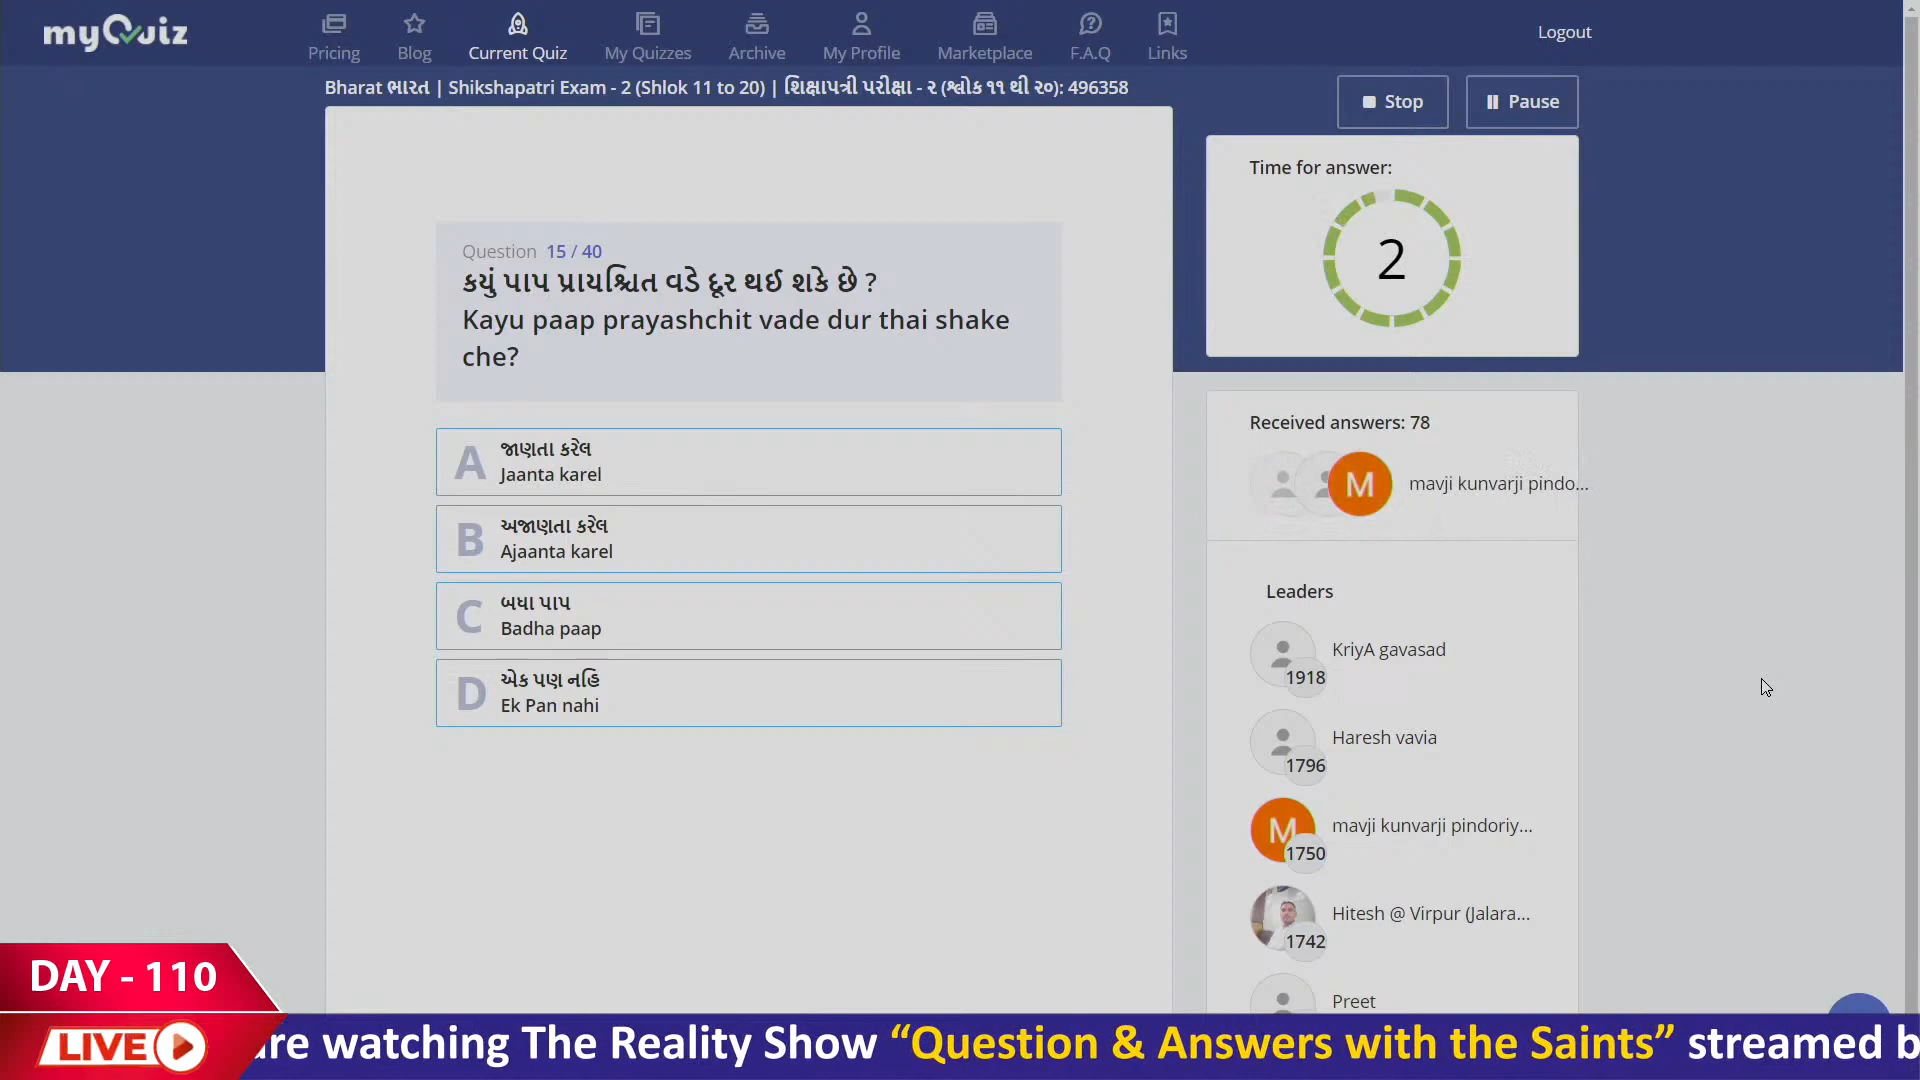 myQuiz
Pricing
Blog
Current Quiz
My Quizzes
Archive
My Profile
Marketplace
F.A.Q
Links
Logout
Bharat ભારત | Shikshapatri Exam - 2 (Shlok 11 to 20) | શિક્ષાપત્રી પરીક્ષા - ૨ (શ્લોક ૧૧ થી ૨૦): 496358
Stop
Pause
Time for answer:
2
Question 15 / 40
કયું પાપ પ્રાયશ્ચિત વડે દૂર થઈ શકે છે ?
Kayu paap prayashchit vade dur thai shake
che?
A
જાણતા કરેલ
Jaanta karel
B
અજાણતા કરેલ
Ajaanta karel
C
બધા પાપ
Badha paap
D
એક પણ નહિ
Ek Pan nahi
Received answers: 78
M
mavji kunvarji pindo...
Leaders
KriyA gavasad
1918
Haresh vavia
1796
M
mavji kunvarji pindoriy...
1750
Hitesh @ Virpur (Jalara...
1742
Preet
DAY - 110
LIVE
are watching The Reality Show “Question & Answers with the Saints” streamed b